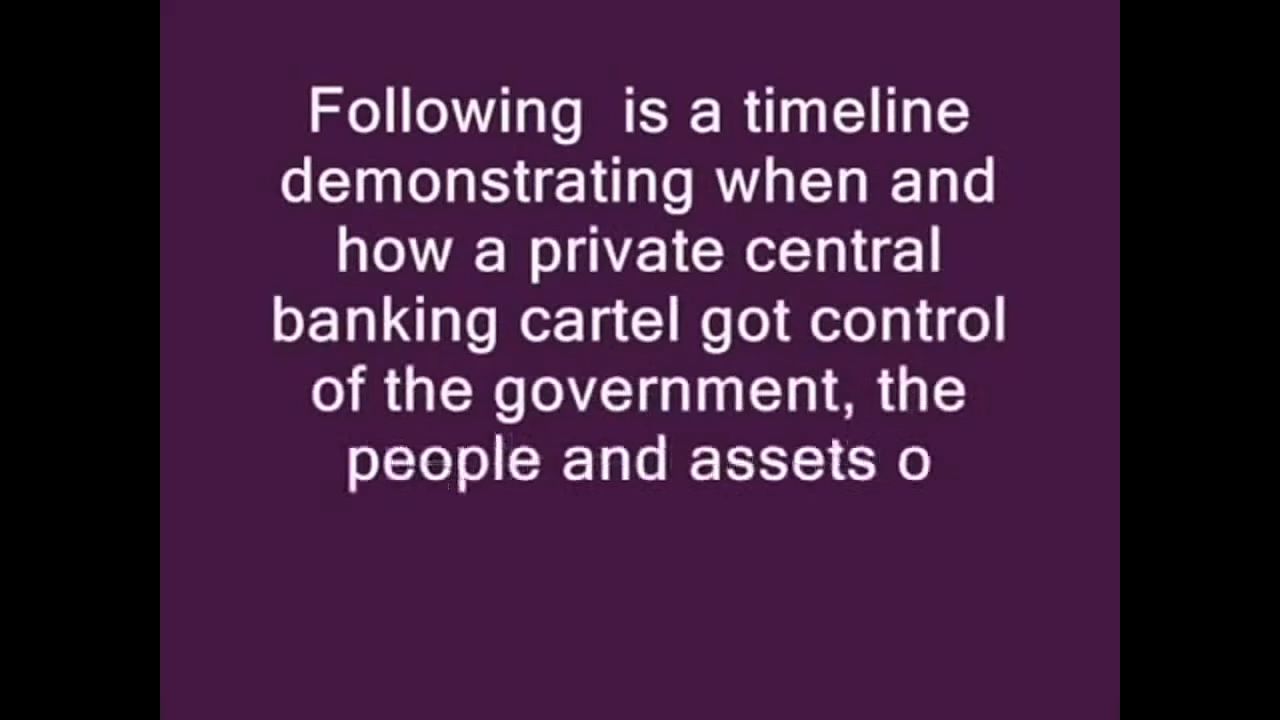 Following  is a timeline
demonstrating when and
how a private central
banking cartel got control
of the government, the
people and assets o